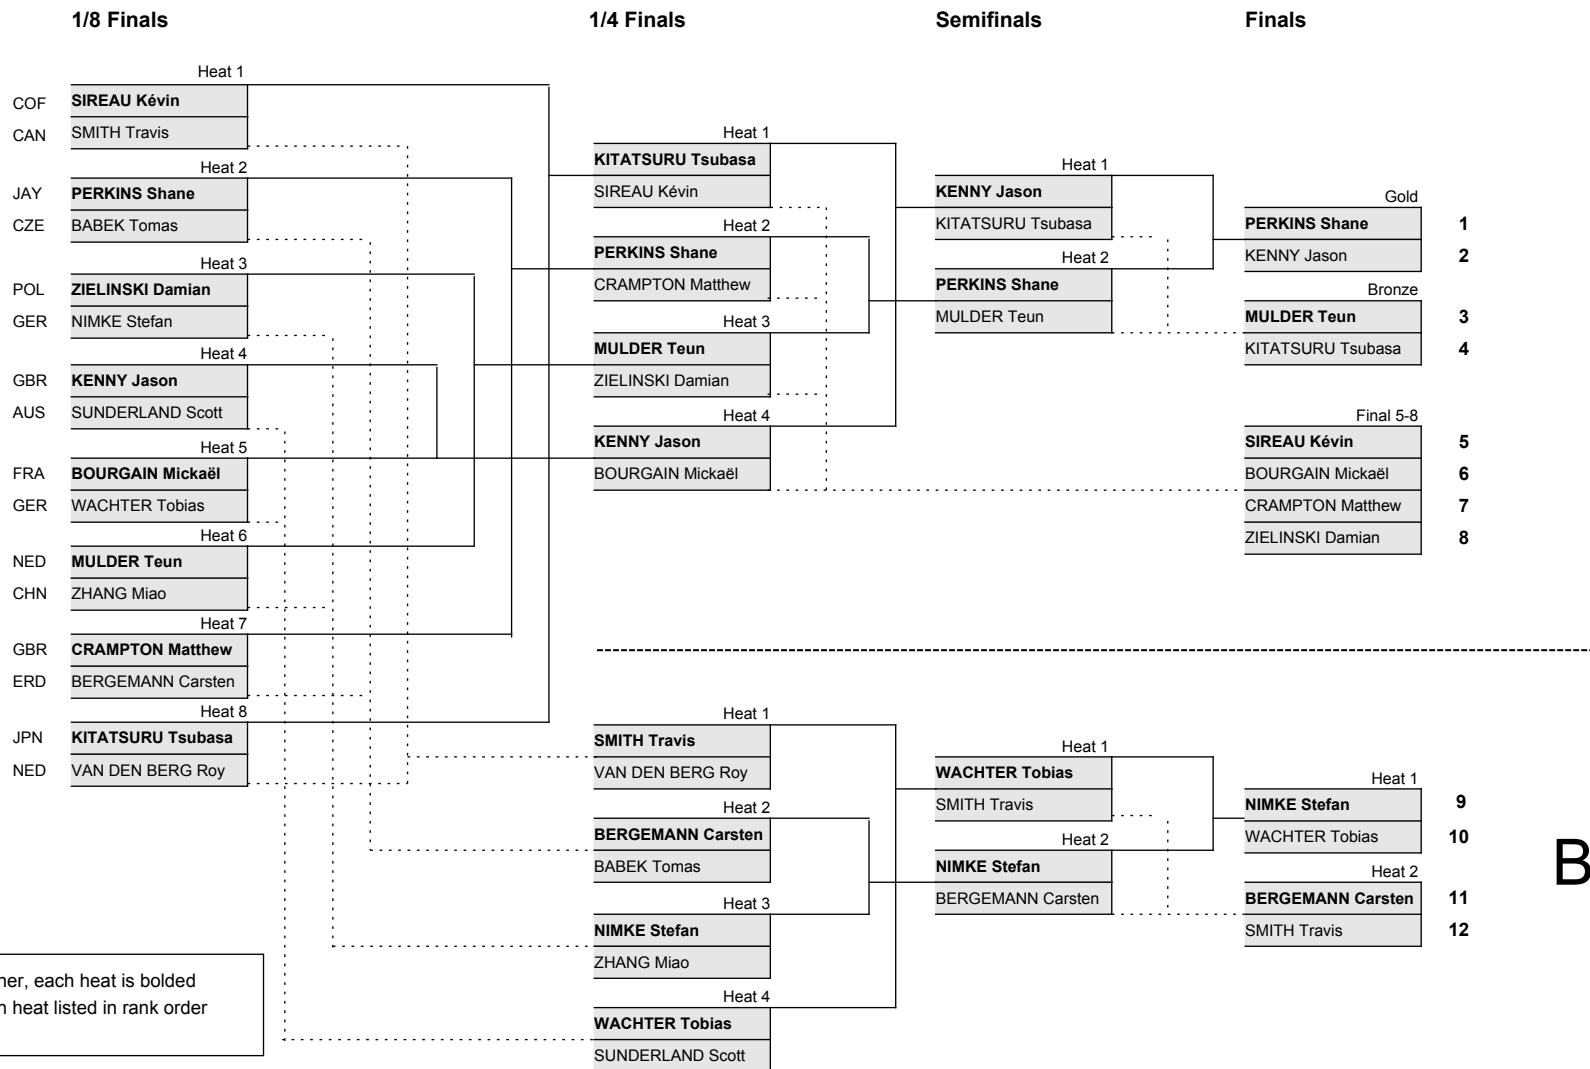 1/8 Finals 1/4 Finals Semifinals Finals
Heat 1
COF SIREAU Kévin
CAN SMITH Travis
Heat 2
JAY PERKINS Shane
CZE BABEK Tomas
Heat 3
POL ZIELINSKI Damian
GER NIMKE Stefan
Heat 4
GBR KENNY Jason
AUS SUNDERLAND Scott
Heat 5
FRA BOURGAIN Mickaël
GER WACHTER Tobias
Heat 6
NED MULDER Teun
CHN ZHANG Miao
Heat 7
GBR CRAMPTON Matthew
ERD BERGEMANN Carsten
Heat 8
JPN KITATSURU Tsubasa
NED VAN DEN BERG Roy
Heat 1
KITATSURU Tsubasa
SIREAU Kévin
Heat 2
PERKINS Shane
CRAMPTON Matthew
Heat 3
MULDER Teun
ZIELINSKI Damian
Heat 4
KENNY Jason
BOURGAIN Mickaël
Heat 1
KENNY Jason
KITATSURU Tsubasa
Heat 2
PERKINS Shane
MULDER Teun
Gold
PERKINS Shane 1
KENNY Jason 2
Bronze
MULDER Teun 3
KITATSURU Tsubasa 4
Final 5-8
SIREAU Kévin 5
BOURGAIN Mickaël 6
CRAMPTON Matthew 7
ZIELINSKI Damian 8
Heat 1
SMITH Travis
VAN DEN BERG Roy
Heat 2
BERGEMANN Carsten
BABEK Tomas
Heat 3
NIMKE Stefan
ZHANG Miao
Heat 4
WACHTER Tobias
SUNDERLAND Scott
Heat 1
WACHTER Tobias
SMITH Travis
Heat 2
NIMKE Stefan
BERGEMANN Carsten
Heat 1
NIMKE Stefan 9
WACHTER Tobias 10
Heat 2
BERGEMANN Carsten 11
SMITH Travis 12
B
her, each heat is bolded
heat listed in rank order